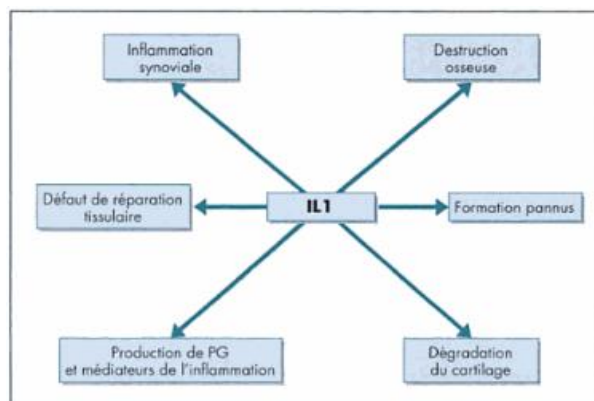 Inflammation
synoviale
Destruction
osseuse
Défaut de réparation
tissulaire
IL1
Formation pannus
Production de PG
et médiateurs de l'inflammation
Dégradation
du cartilage